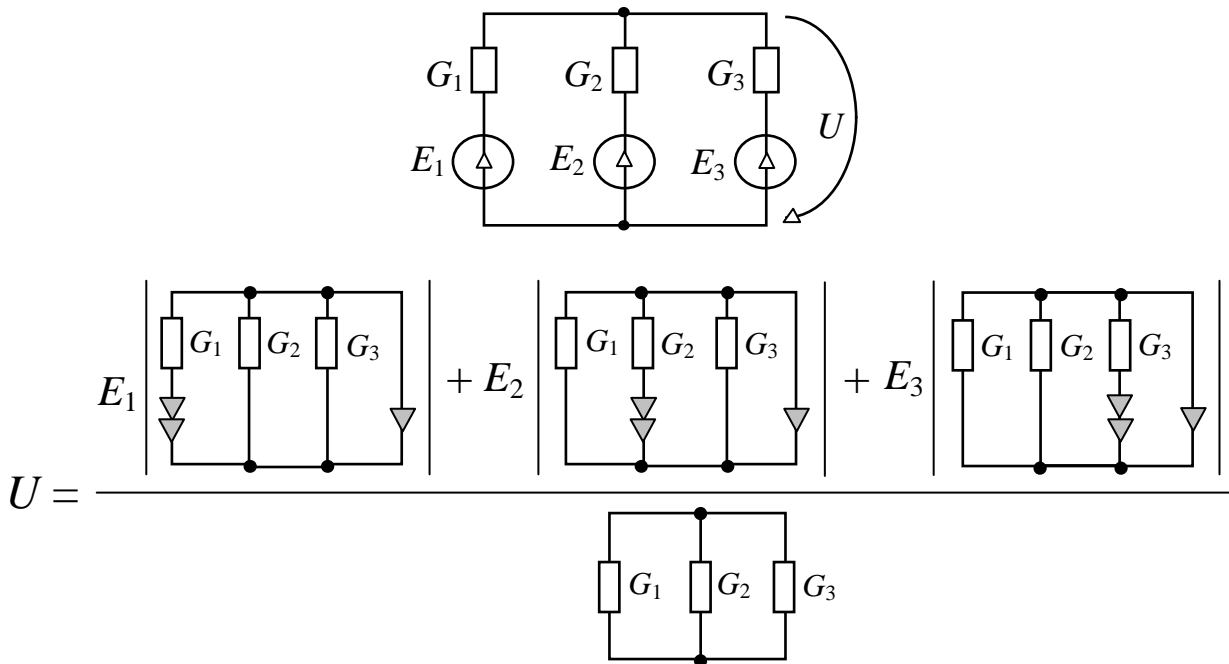 G1 G2 G3
U
E1 E2 E3
G1 G2 G3 G1 G2 G3 G1 G2 G3
E1 + E2 + E3
U =
G1 G2 G3